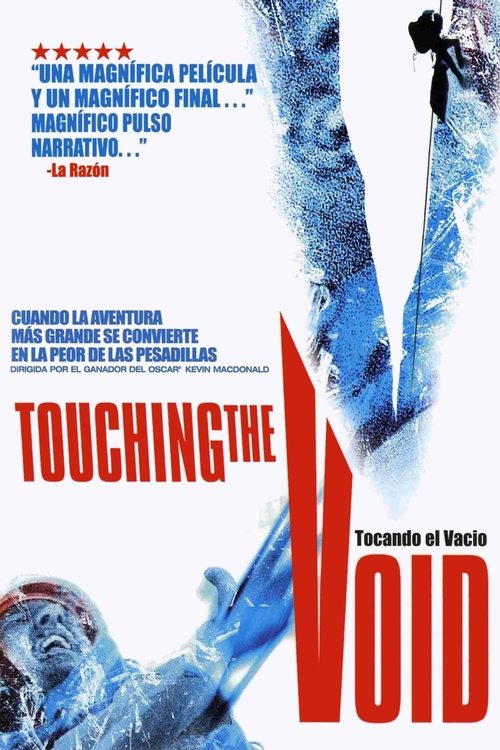 “UNA MAGNÍFICA PELÍCULA
Y UN MAGNÍFICO FINAL...”
MAGNÍFICO PULSO
NARRATIVO...”
-La Razón
CUANDO LA AVENTURA
MÁS GRANDE SE CONVIERTE
EN LA PEOR DE LAS PESADILLAS
DIRIGIDA POR EL GANADOR DEL OSCAR® KEVIN MACDONALD
TOUCHING THE
VOID
Tocando el Vacio